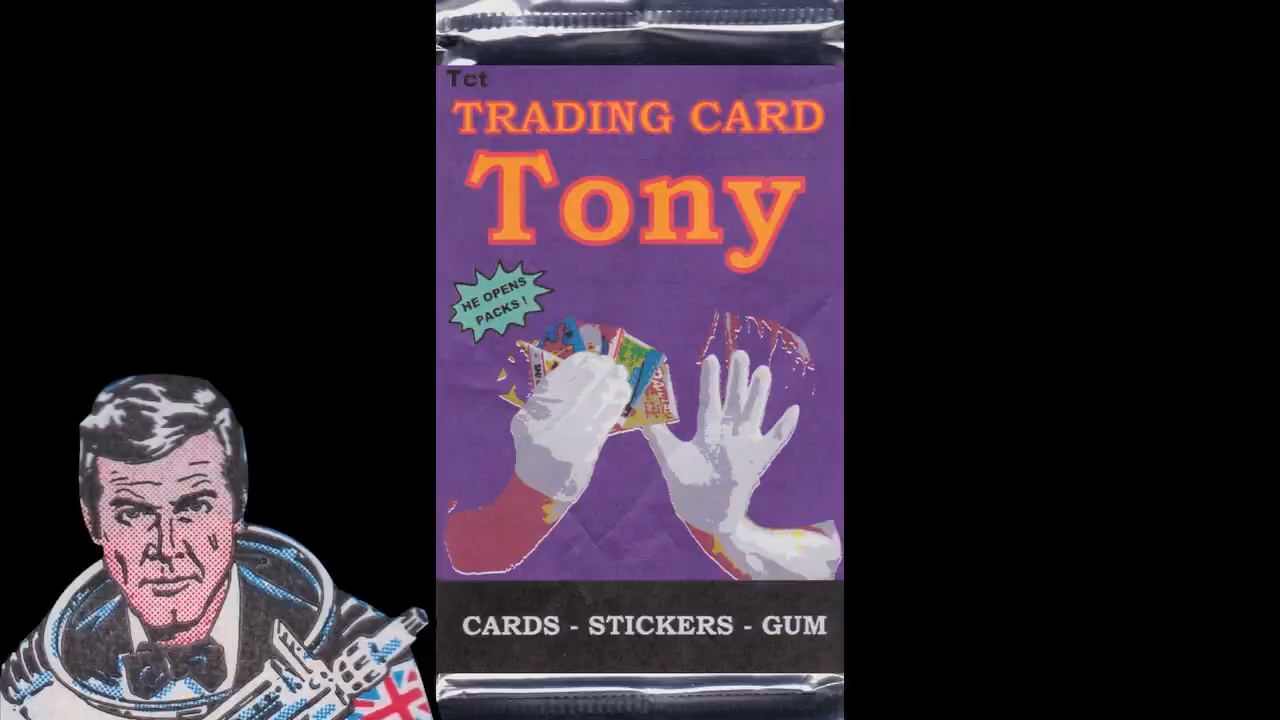 Tct
TRADING CARD
Tony
HE OPENS
PACKS!
CARDS - STICKERS - GUM